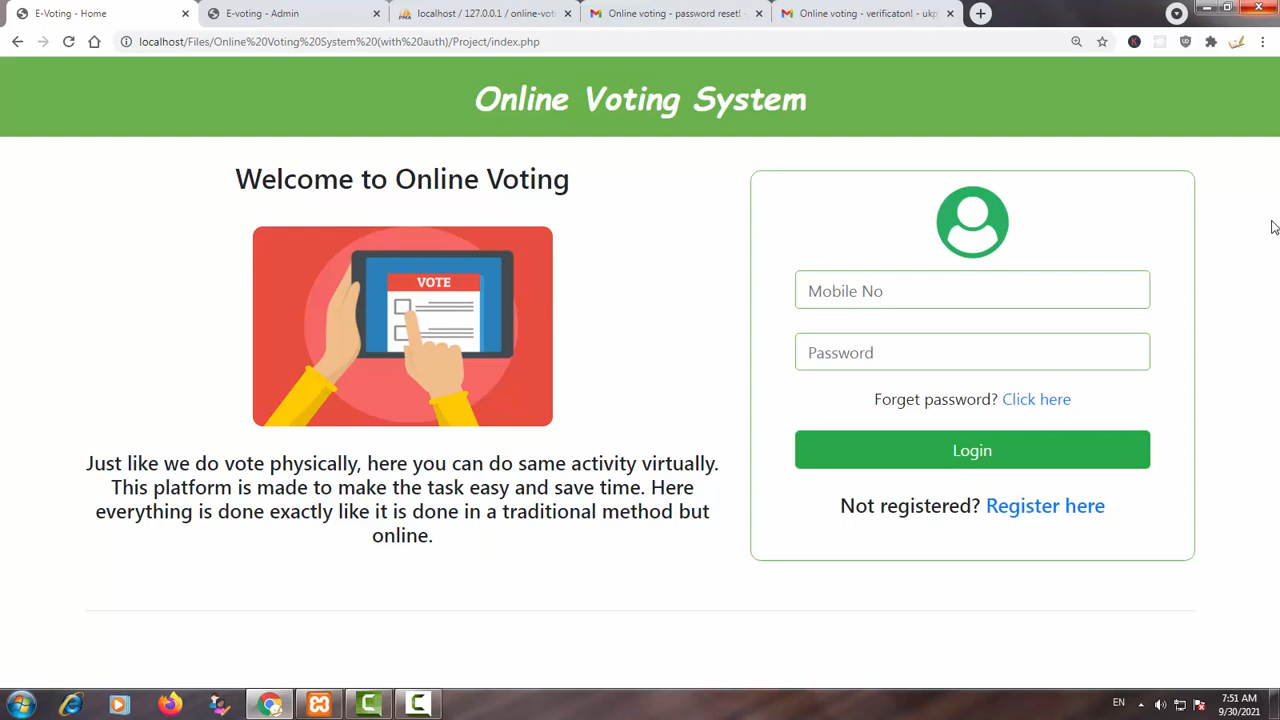 E-Voting - Home
E-voting - Admin
localhost / 127.0.0.1 / online-vot
Online voting - password reset! -
Online voting - verificaton! - ukp
localhost/Files/Online%20Voting%20System%20(with%20auth)/Project/index.php
Online Voting System
Welcome to Online Voting
VOTE
Just like we do vote physically, here you can do same activity virtually.
This platform is made to make the task easy and save time. Here
everything is done exactly like it is done in a traditional method but
online.
Mobile No
Password
Forget password? Click here
Login
Not registered? Register here
EN
7:51 AM
9/30/2021